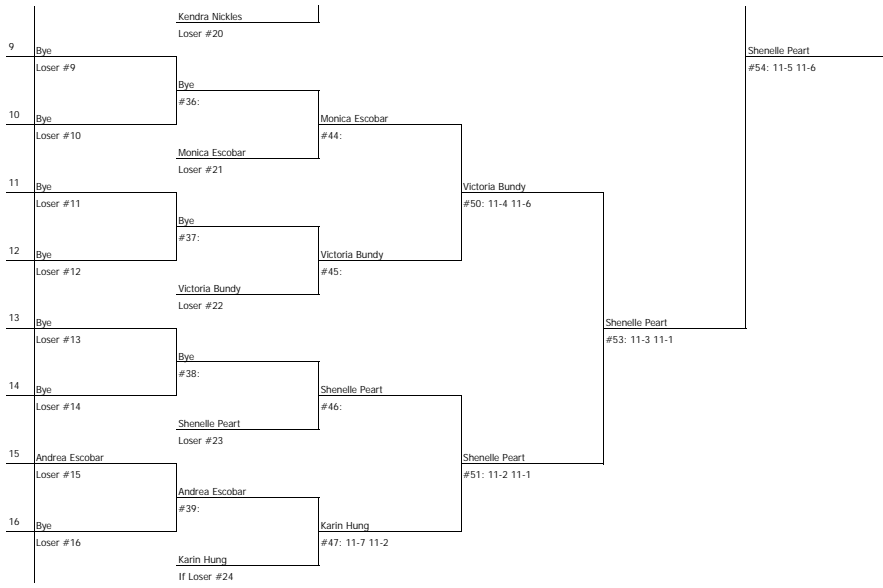 Kendra Nickles
Loser #20
9
Bye
Shenelle Peart
Loser #9
#54: 11-5 11-6
Bye
#36:
10
Bye
Monica Escobar
Loser #10
#44:
Monica Escobar
Loser #21
11
Bye
Victoria Bundy
Loser #11
#50: 11-4 11-6
Bye
#37:
12
Bye
Victoria Bundy
Loser #12
#45:
Victoria Bundy
Loser #22
13
Bye
Shenelle Peart
Loser #13
#53: 11-3 11-1
Bye
#38:
14
Bye
Shenelle Peart
Loser #14
#46:
Shenelle Peart
Loser #23
15
Andrea Escobar
Shenelle Peart
Loser #15
#51: 11-2 11-1
Andrea Escobar
#39:
16
Bye
Karin Hung
Loser #16
#47: 11-7 11-2
Karin Hung
If Loser #24